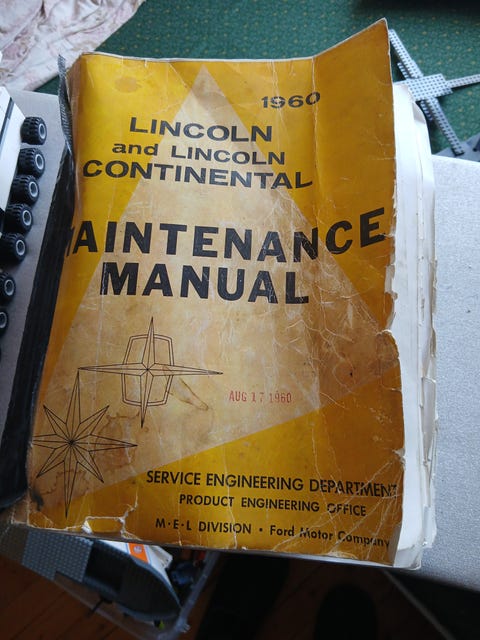 1960
LINCOLN
and LINCOLN
CONTINENTAL
MAINTENANCE
MANUAL
AUG 17 1960
SERVICE ENGINEERING DEPARTMENT
PRODUCT ENGINEERING OFFICE
M-E-L DIVISION • Ford Motor Company